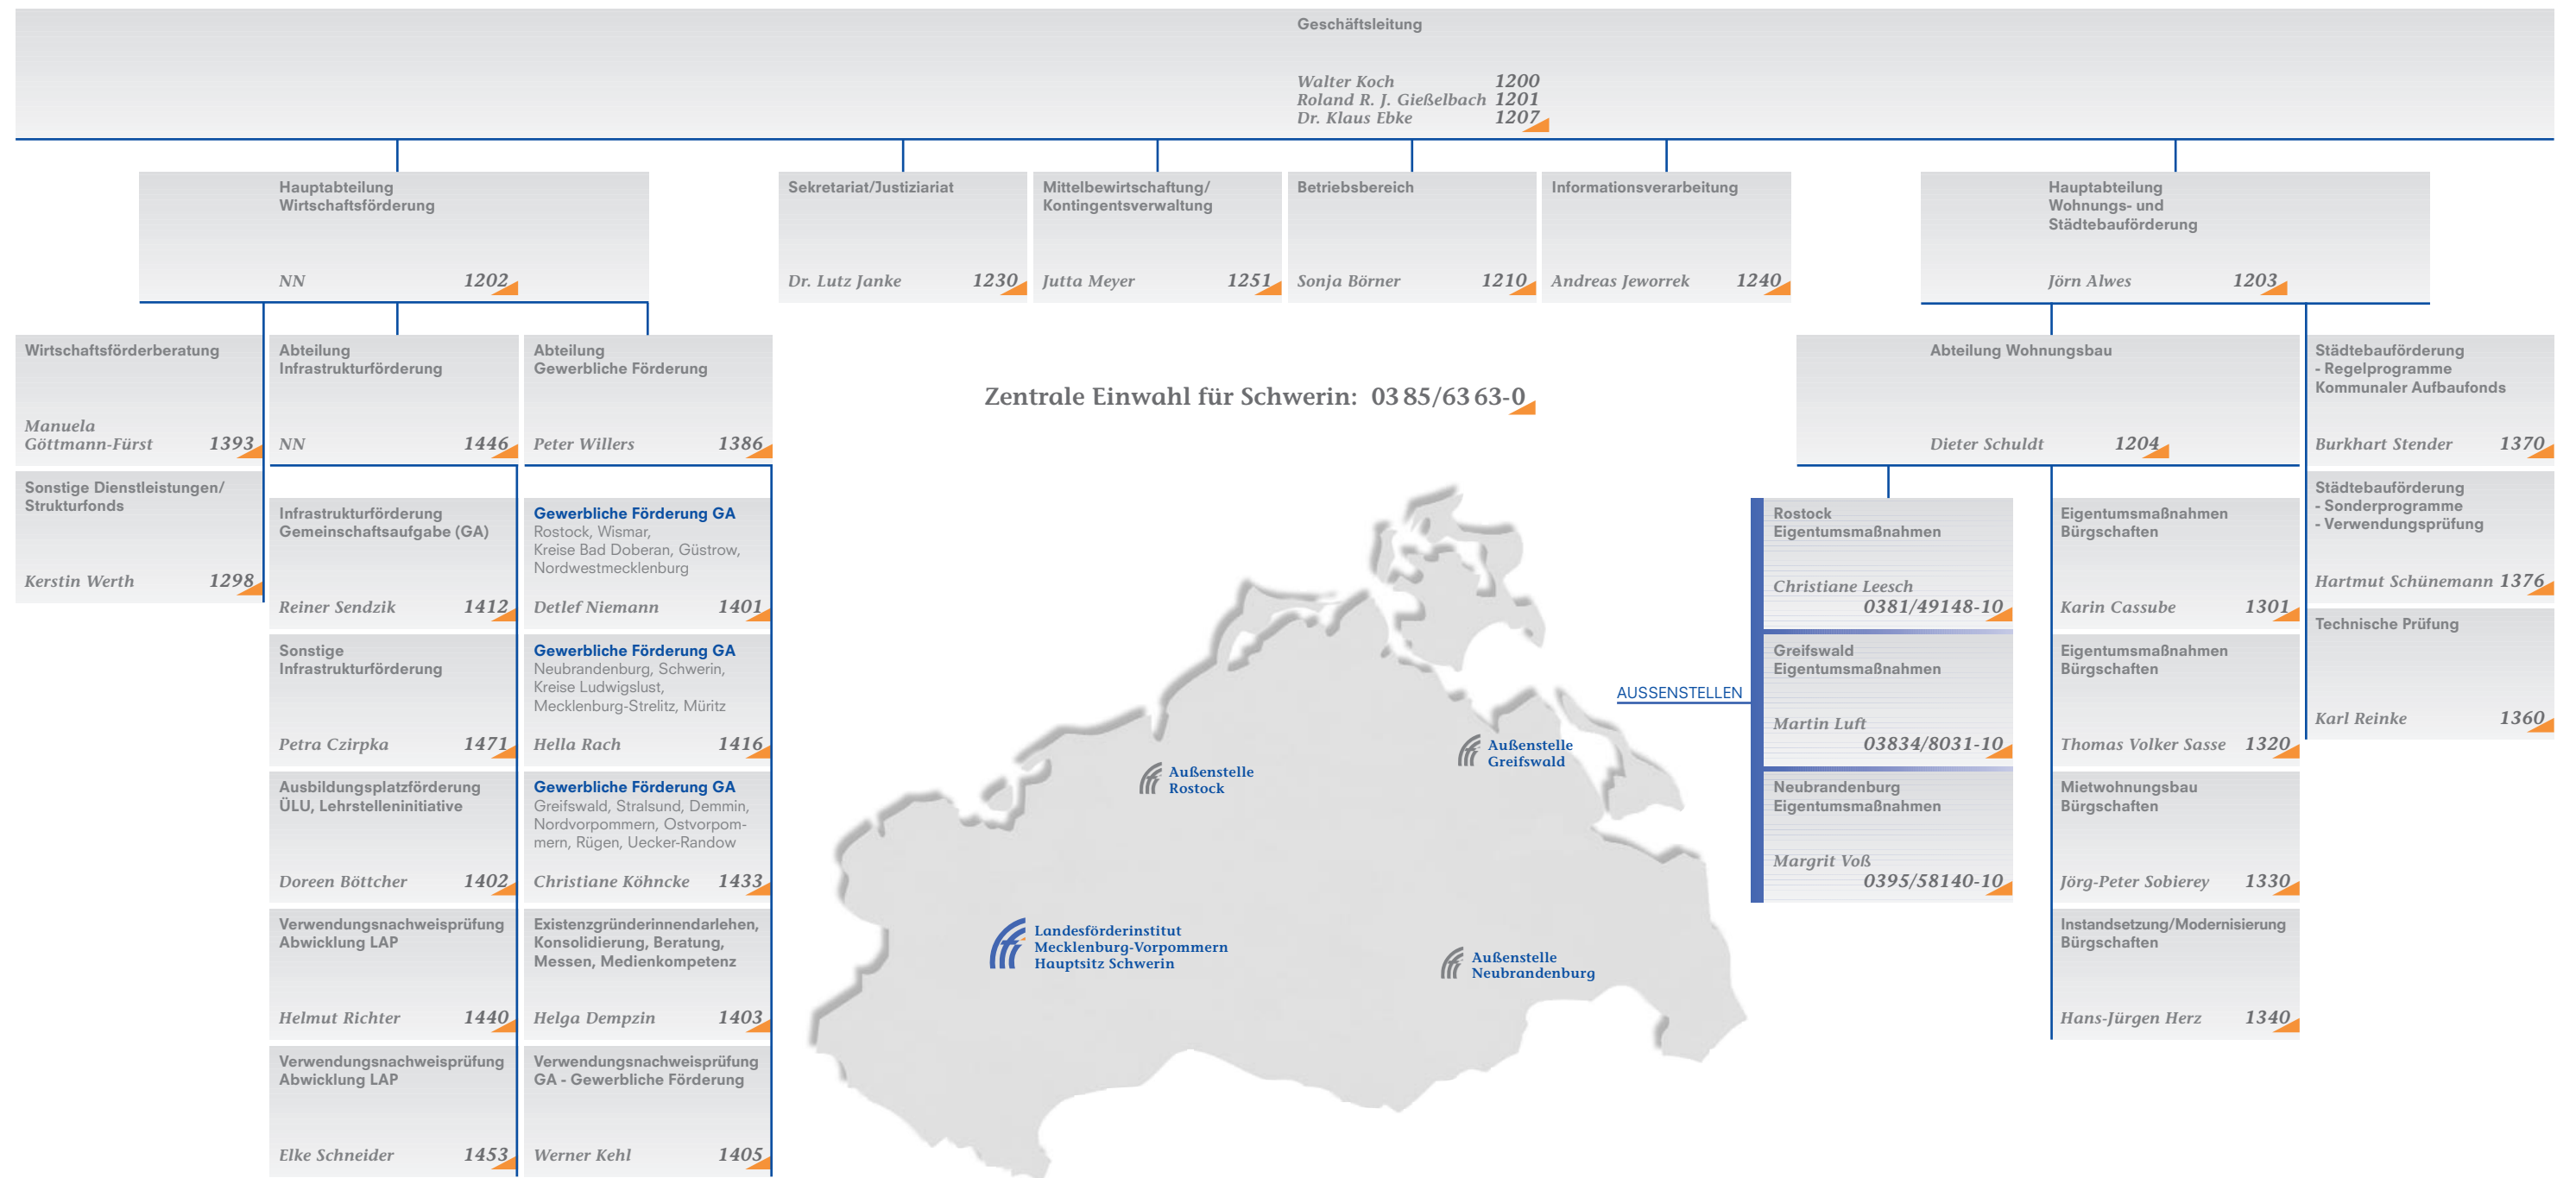 Geschäftsleitung
Walter Koch 1200
Roland R. J. Gießelbach 1201
Dr. Klaus Ebke 1207
Hauptabteilung
Wirtschaftsförderung
NN 1202
Sekretariat/Justiziariat
Dr. Lutz Janke 1230
Mittelbewirtschaftung/
Kontingentsverwaltung
Jutta Meyer 1251
Betriebsbereich
Sonja Börner 1210
Informationsverarbeitung
Andreas Jeworrek 1240
Hauptabteilung
Wohnungs- und
Städtebauförderung
Jörn Alwes 1203
Wirtschaftsförderberatung
Manuela
Göttmann-Fürst 1393
Sonstige Dienstleistungen/
Strukturfonds
Kerstin Werth 1298
Abteilung
Infrastrukturförderung
NN 1446
Infrastrukturförderung
Gemeinschaftsaufgabe (GA)
Reiner Sendzik 1412
Sonstige
Infrastrukturförderung
Petra Czirpka 1471
Ausbildungsplatzförderung
ÜLU, Lehrstelleninitiative
Doreen Böttcher 1402
Verwendungsnachweisprüfung
Abwicklung LAP
Helmut Richter 1440
Verwendungsnachweisprüfung
Abwicklung LAP
Elke Schneider 1453
Abteilung
Gewerbliche Förderung
Peter Willers 1386
Gewerbliche Förderung GA
Rostock, Wismar,
Kreise Bad Doberan, Güstrow,
Nordwestmecklenburg
Detlef Niemann 1401
Gewerbliche Förderung GA
Neubrandenburg, Schwerin,
Kreise Ludwigslust,
Mecklenburg-Strelitz, Müritz
Hella Rach 1416
Gewerbliche Förderung GA
Greifswald, Stralsund, Demmin,
Nordvorpommern, Ostvorpom-
mern, Rügen, Uecker-Randow
Christiane Köhncke 1433
Existenzgründerinnendarlehen,
Konsolidierung, Beratung,
Messen, Medienkompetenz
Helga Dempzin 1403
Verwendungsnachweisprüfung
GA - Gewerbliche Förderung
Werner Kehl 1405
Zentrale Einwahl für Schwerin: 03 85/63 63-0
Außenstelle
Rostock
Außenstelle
Greifswald
Landesförderinstitut
Mecklenburg-Vorpommern
Hauptsitz Schwerin
Außenstelle
Neubrandenburg
AUSSENSTELLEN
Abteilung Wohnungsbau
Dieter Schuldt 1204
Rostock
Eigentumsmaßnahmen
Christiane Leesch
0381/49148-10
Greifswald
Eigentumsmaßnahmen
Martin Luft
03834/8031-10
Neubrandenburg
Eigentumsmaßnahmen
Margrit Voß
0395/58140-10
Eigentumsmaßnahmen
Bürgschaften
Karin Cassube 1301
Eigentumsmaßnahmen
Bürgschaften
Thomas Volker Sasse 1320
Mietwohnungsbau
Bürgschaften
Jörg-Peter Sobierey 1330
Instandsetzung/Modernisierung
Bürgschaften
Hans-Jürgen Herz 1340
Städtebauförderung
- Regelprogramme
Kommunaler Aufbaufonds
Burkhart Stender 1370
Städtebauförderung
- Sonderprogramme
- Verwendungsprüfung
Hartmut Schünemann 1376
Technische Prüfung
Karl Reinke 1360